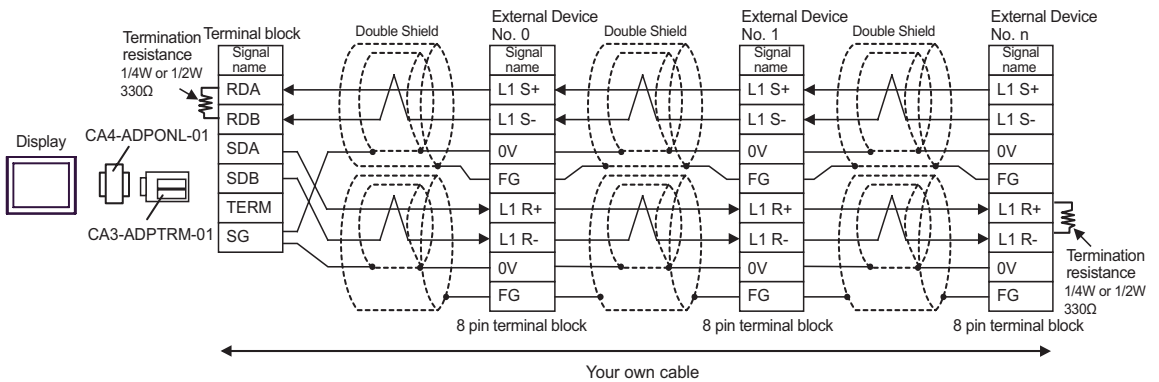 External Device
No. 0
External Device
No. 1
External Device
No. n
Termination
resistance
1/4W or 1/2W
330Ω
Terminal block
Double Shield
Double Shield
Double Shield
Signal
name
RDA
RDB
SDA
SDB
TERM
SG
Signal
name
L1 S+
L1 S-
0V
FG
L1 R+
L1 R-
0V
FG
Signal
name
L1 S+
L1 S-
0V
FG
L1 R+
L1 R-
0V
FG
Signal
name
L1 S+
L1 S-
0V
FG
L1 R+
L1 R-
0V
FG
Display
CA4-ADPONL-01
CA3-ADPTRM-01
Termination
resistance
1/4W or 1/2W
330Ω
8 pin terminal block
8 pin terminal block
8 pin terminal block
Your own cable